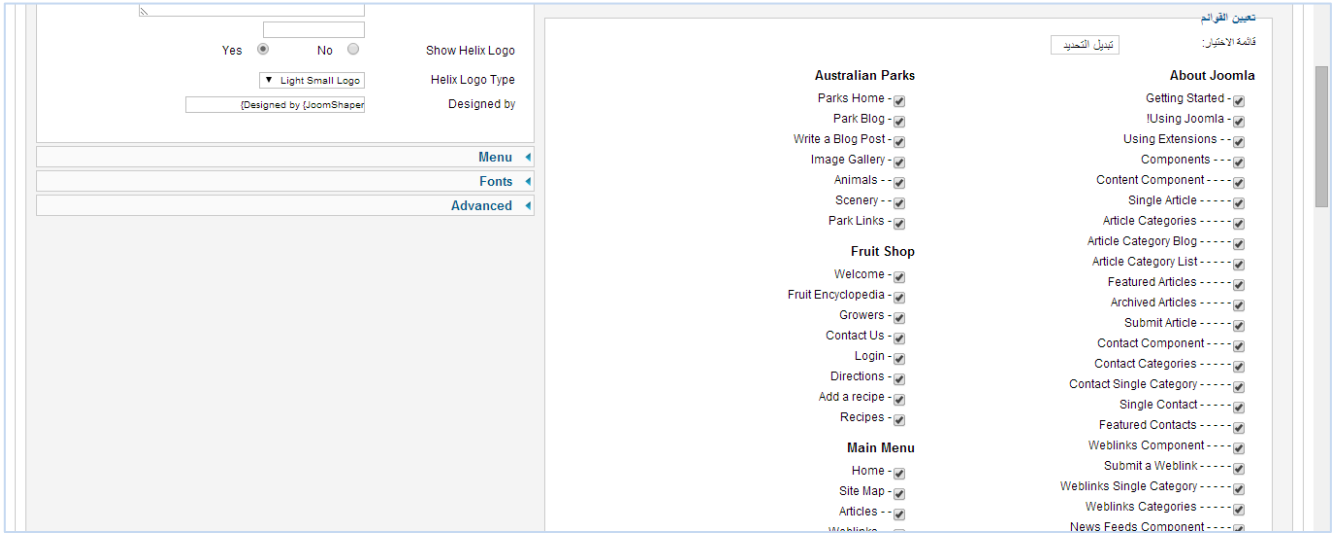 تعيين القوائم
قائمة الاختيار:
تبديل التحديد
About Joomla
Getting Started -
!Using Joomla -
Using Extensions - -
Components - - -
Content Component - - - -
Single Article - - - - -
Article Categories - - - - -
Article Category Blog - - - - -
Article Category List - - - - -
Featured Articles - - - - -
Archived Articles - - - - -
Submit Article - - - - -
Contact Component - - - -
Contact Categories - - - - -
Contact Single Category - - - - -
Single Contact - - - - -
Featured Contacts - - - - -
Weblinks Component - - - -
Submit a Weblink - - - - -
Weblinks Single Category - - - - -
Weblinks Categories - - - - -
News Feeds Component - - - -
Australian Parks
Parks Home -
Park Blog -
Write a Blog Post -
Image Gallery -
Animals - -
Scenery - -
Park Links -
Fruit Shop
Welcome -
Fruit Encyclopedia -
Growers -
Contact Us -
Login -
Directions -
Add a recipe -
Recipes -
Main Menu
Home -
Site Map -
Articles - -
Weblinks - -
Show Helix Logo
No
Yes
Helix Logo Type
Light Small Logo
Designed by
{Designed by {JoomShaper
Menu
Fonts
Advanced